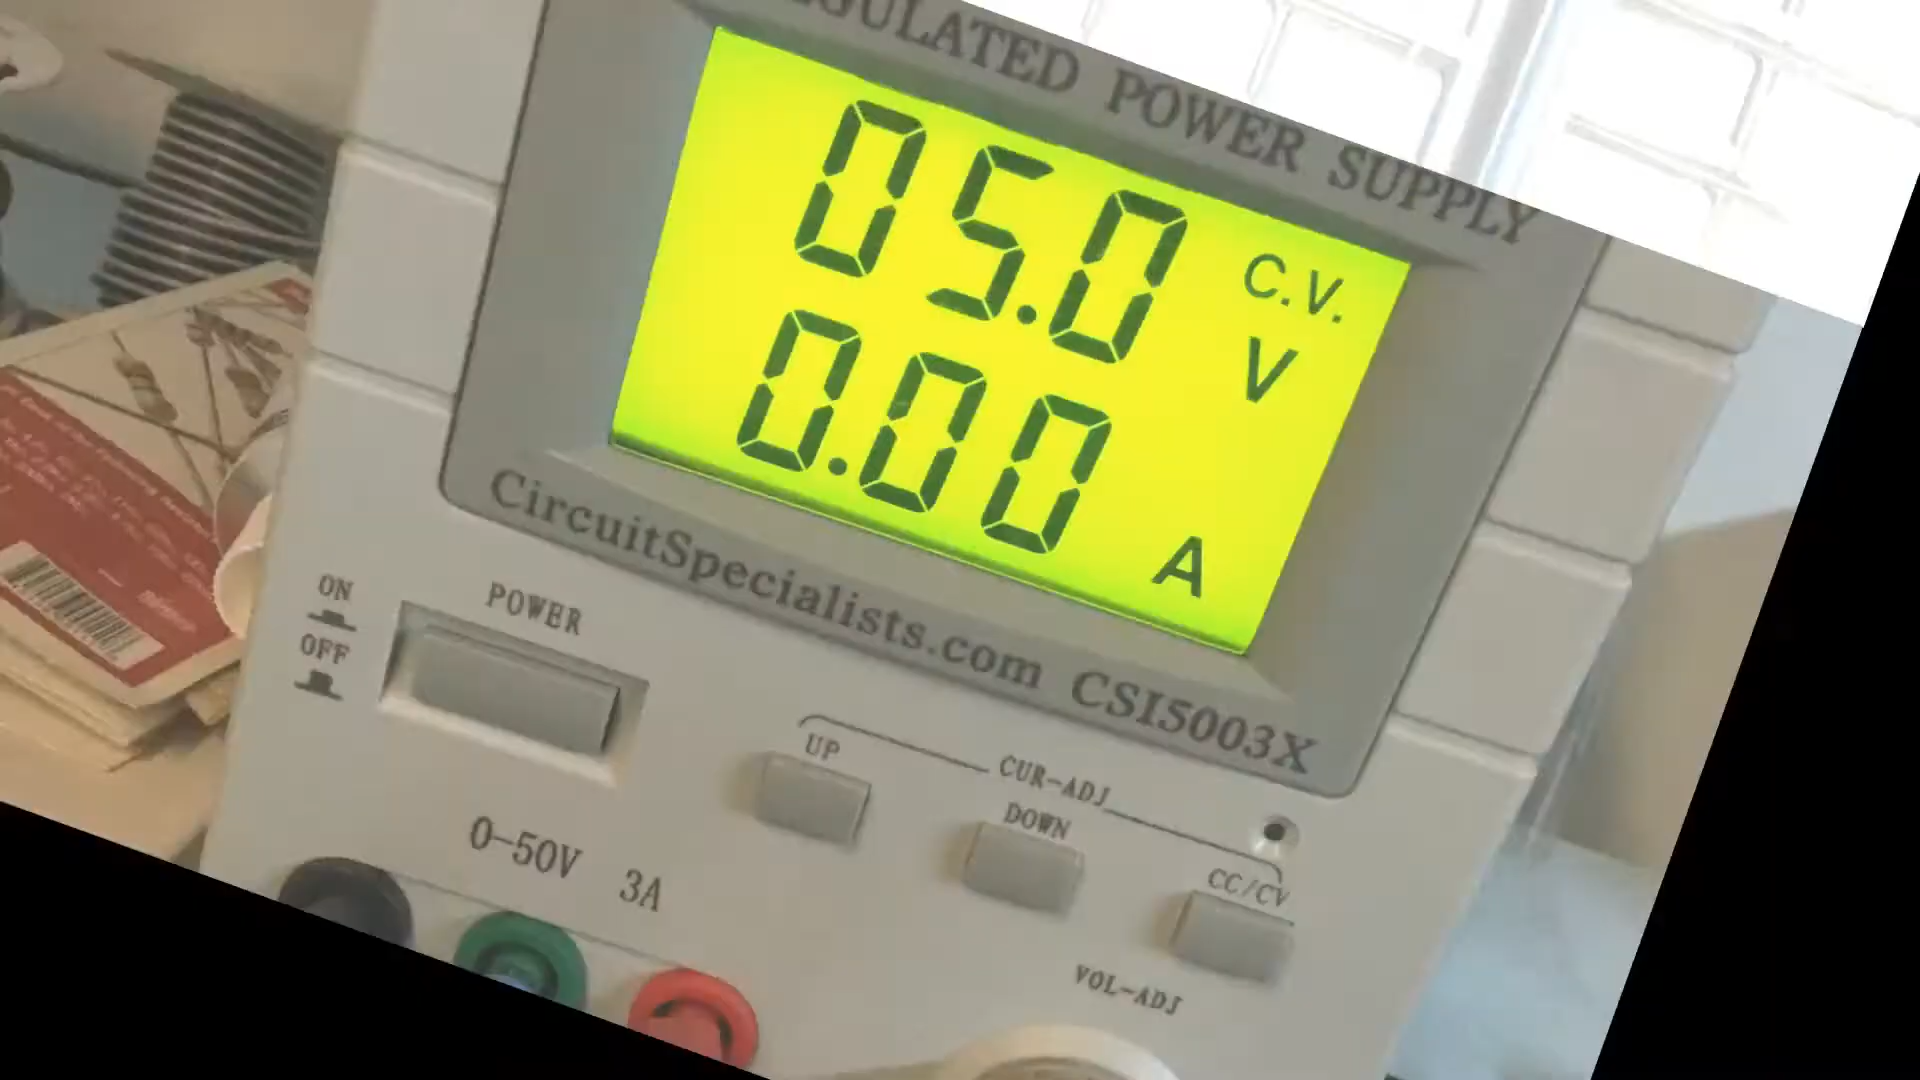 REGULATED POWER SUPPLY
05.0 C.V.
V
0.00 A
CircuitSpecialists.com CSI5003X
ON
OFF
POWER
UP
CUR-ADJ
DOWN
CC/CV
0-50V 3A
VOL-ADJ